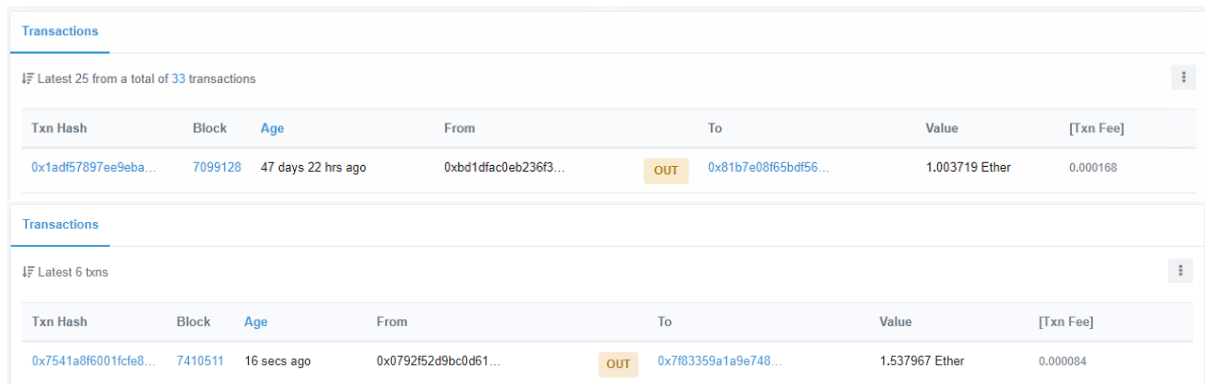 Transactions
Latest 25 from a total of 33 transactions
Txn Hash Block Age From To Value [Txn Fee]
0x1adf57897ee9eba... 7099128 47 days 22 hrs ago 0xbd1dfac0eb236f3... OUT 0x81b7e08f65bdf56... 1.003719 Ether 0.000168
Transactions
Latest 6 txns
Txn Hash Block Age From To Value [Txn Fee]
0x7541a8f6001fcfe8... 7410511 16 secs ago 0x0792f52d9bc0d61... OUT 0x7f83359a1a9e748... 1.537967 Ether 0.000084